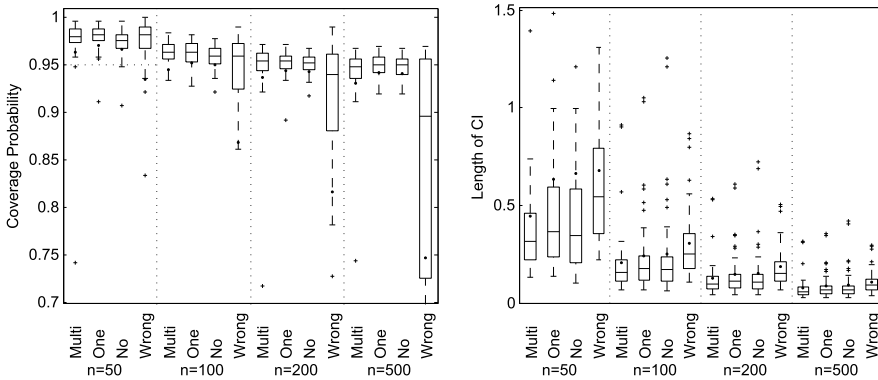 Coverage Probability
1
0.95
0.9
0.85
0.8
0.75
0.7
Multi One No Wrong Multi One No Wrong Multi One No Wrong Multi One No Wrong
n=50 n=100 n=200 n=500
Length of CI
1.5
1
0.5
0
Multi One No Wrong Multi One No Wrong Multi One No Wrong Multi One No Wrong
n=50 n=100 n=200 n=500